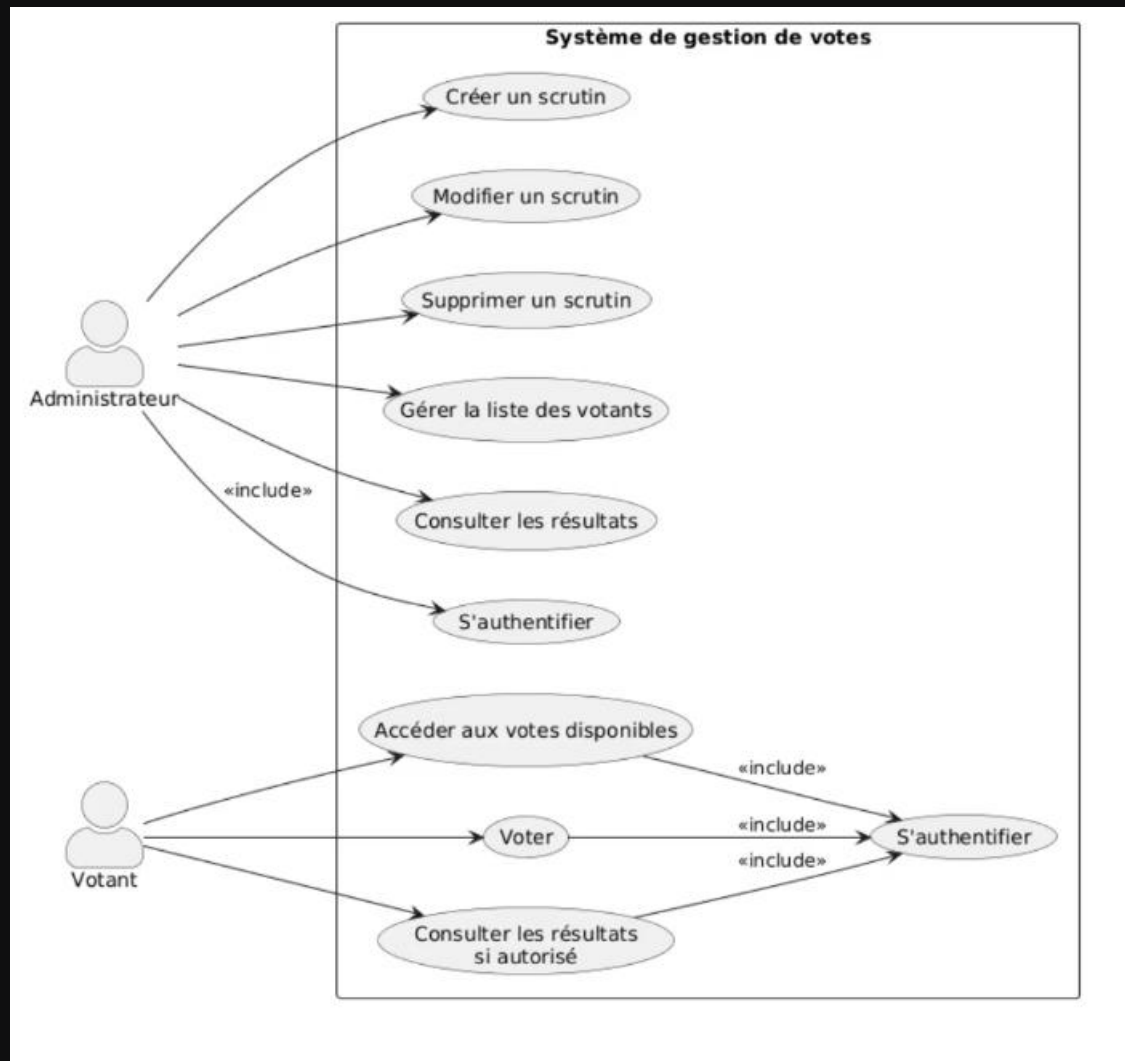 Système de gestion de votes
Créer un scrutin
Modifier un scrutin
Supprimer un scrutin
Administrateur
Gérer la liste des votants
«include»
Consulter les résultats
S'authentifier
Accéder aux votes disponibles
«include»
Votant
Voter
«include»
S'authentifier
«include»
Consulter les résultats
si autorisé